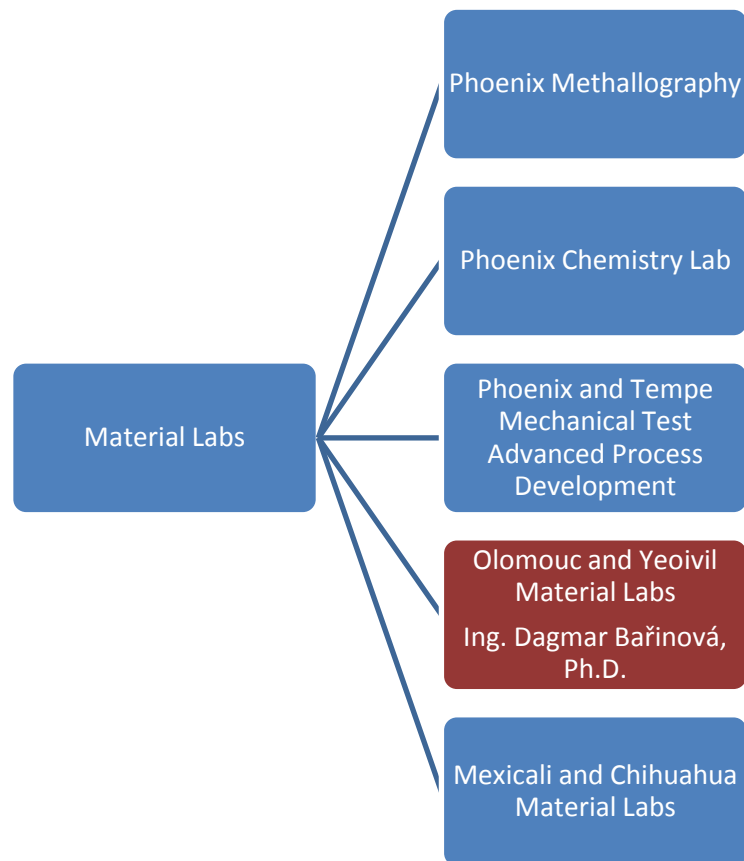 Phoenix Methallography
Phoenix Chemistry Lab
Material Labs
Phoenix and Tempe
Mechanical Test
Advanced Process
Development
Olomouc and Yeoivil
Material Labs
Ing. Dagmar Bařinová,
Ph.D.
Mexicali and Chihuahua
Material Labs